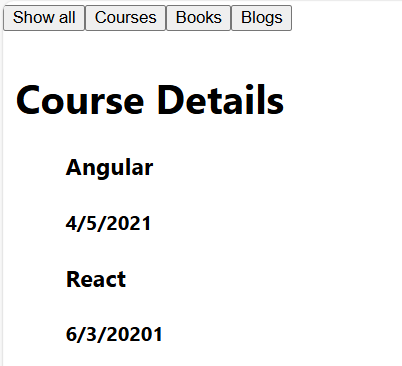 Show all Courses Books Blogs
Course Details
Angular
4/5/2021
React
6/3/20201